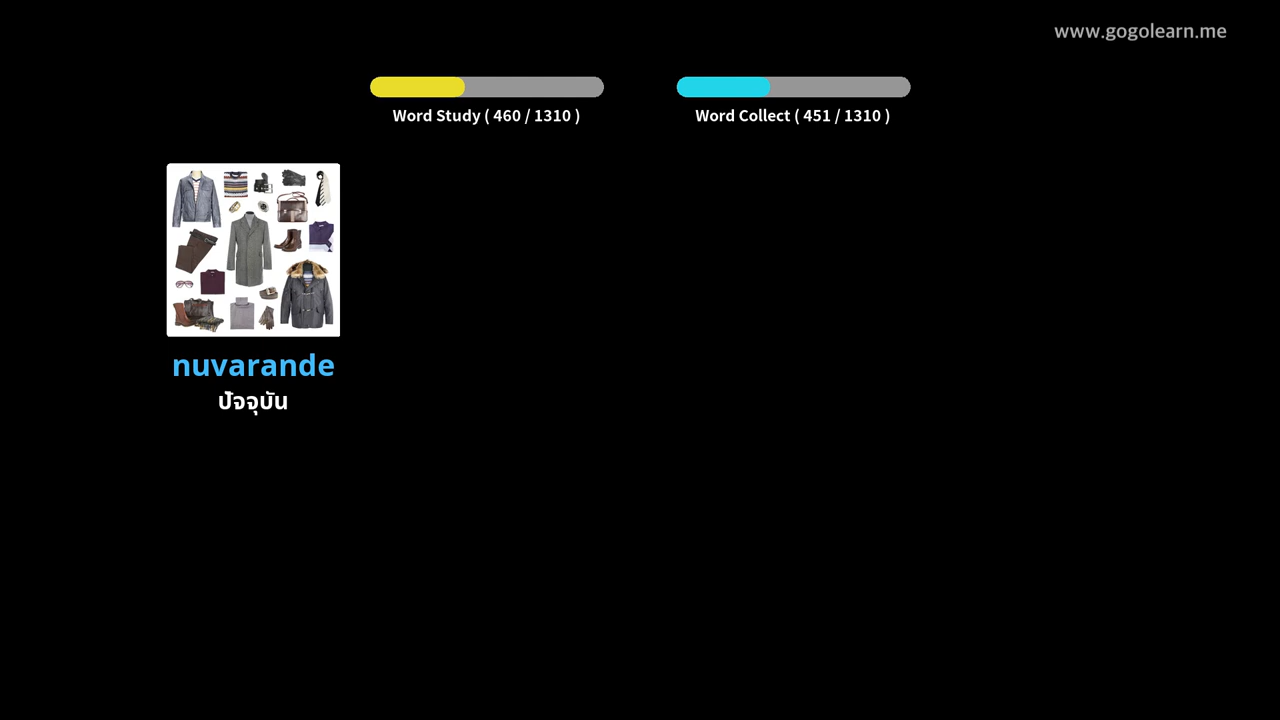 www.gogolearn.me
Word Study ( 460 / 1310 )
Word Collect ( 451 / 1310 )
nuvarande
ปัจจุบัน